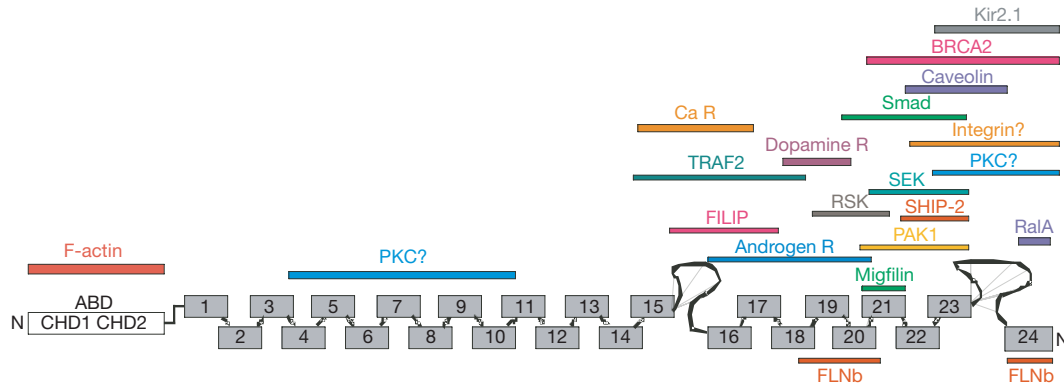 Kir2.1
BRCA2
Caveolin
Smad
Ca R
Integrin?
Dopamine R
TRAF2
PKC?
SEK
RSK
SHIP-2
FILIP
RalA
PAK1
F-actin
PKC?
Androgen R
Migfilin
ABD
1 3 5 7 9 11 13 15 17 19 21 23
N CHD1 CHD2
2 4 6 8 10 12 14 16 18 20 22 24 N
FLNb FLNb